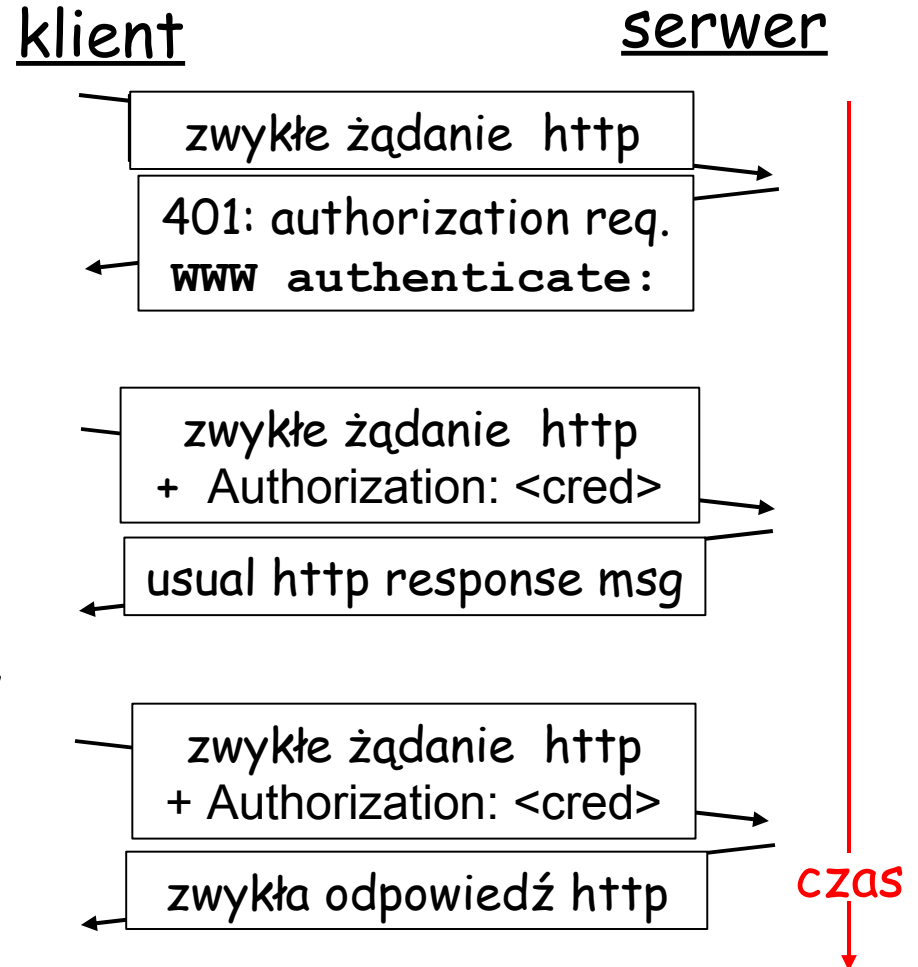 klient
serwer
zwykłe żądanie http
401: authorization req.
WWW authenticate:
zwykłe żądanie http
+ Authorization: <cred>
usual http response msg
zwykłe żądanie http
+ Authorization: <cred>
zwykła odpowiedź http
czas